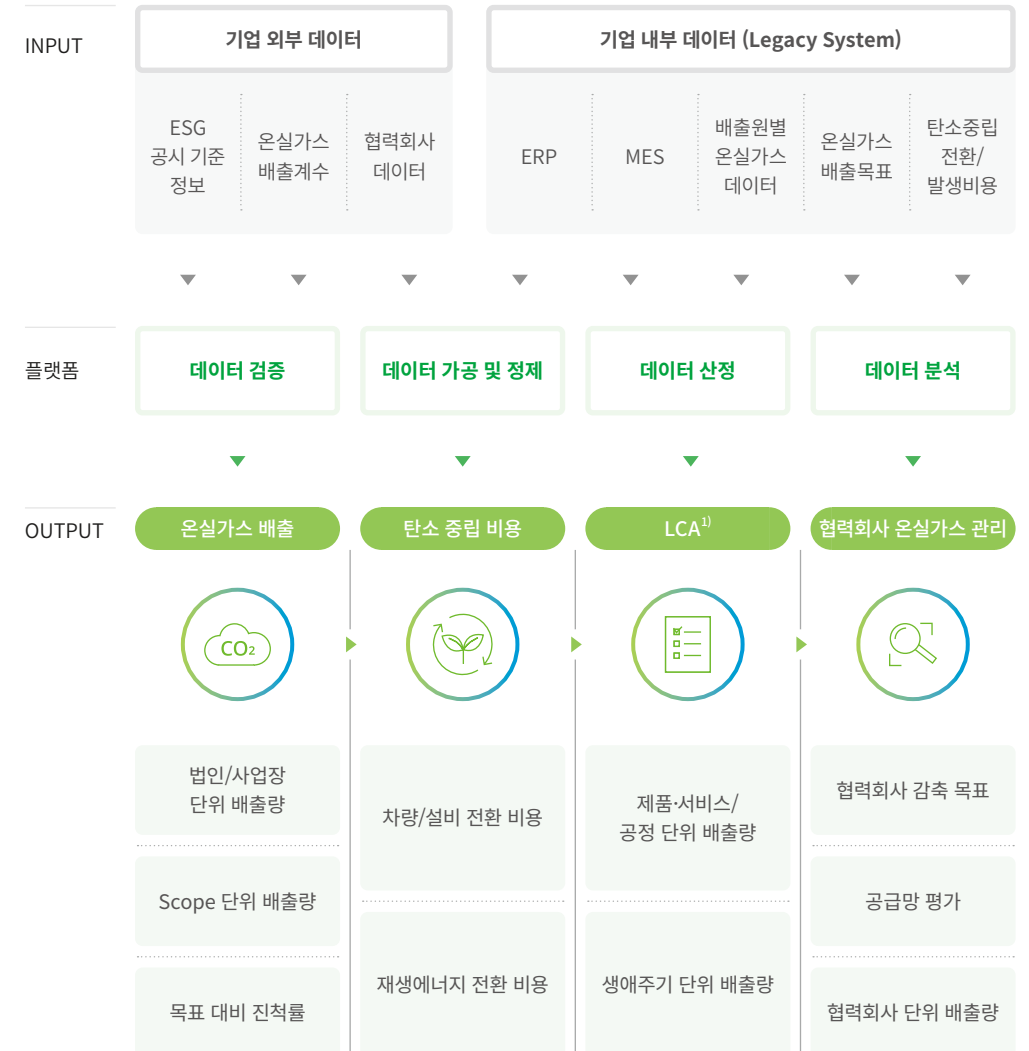 INPUT
기업 외부 데이터
기업 내부 데이터 (Legacy System)
ESG
공시 기준
정보
온실가스
배출계수
협력회사
데이터
ERP
MES
배출원별
온실가스
데이터
온실가스
배출목표
탄소중립
전환/
발생비용
플랫폼
데이터 검증
데이터 가공 및 정제
데이터 산정
데이터 분석
OUTPUT
온실가스 배출
탄소 중립 비용
LCA¹⁾
협력회사 온실가스 관리
CO₂
법인/사업장
단위 배출량
Scope 단위 배출량
목표 대비 진척률
차량/설비 전환 비용
재생에너지 전환 비용
제품·서비스/
공정 단위 배출량
생애주기 단위 배출량
협력회사 감축 목표
공급망 평가
협력회사 단위 배출량